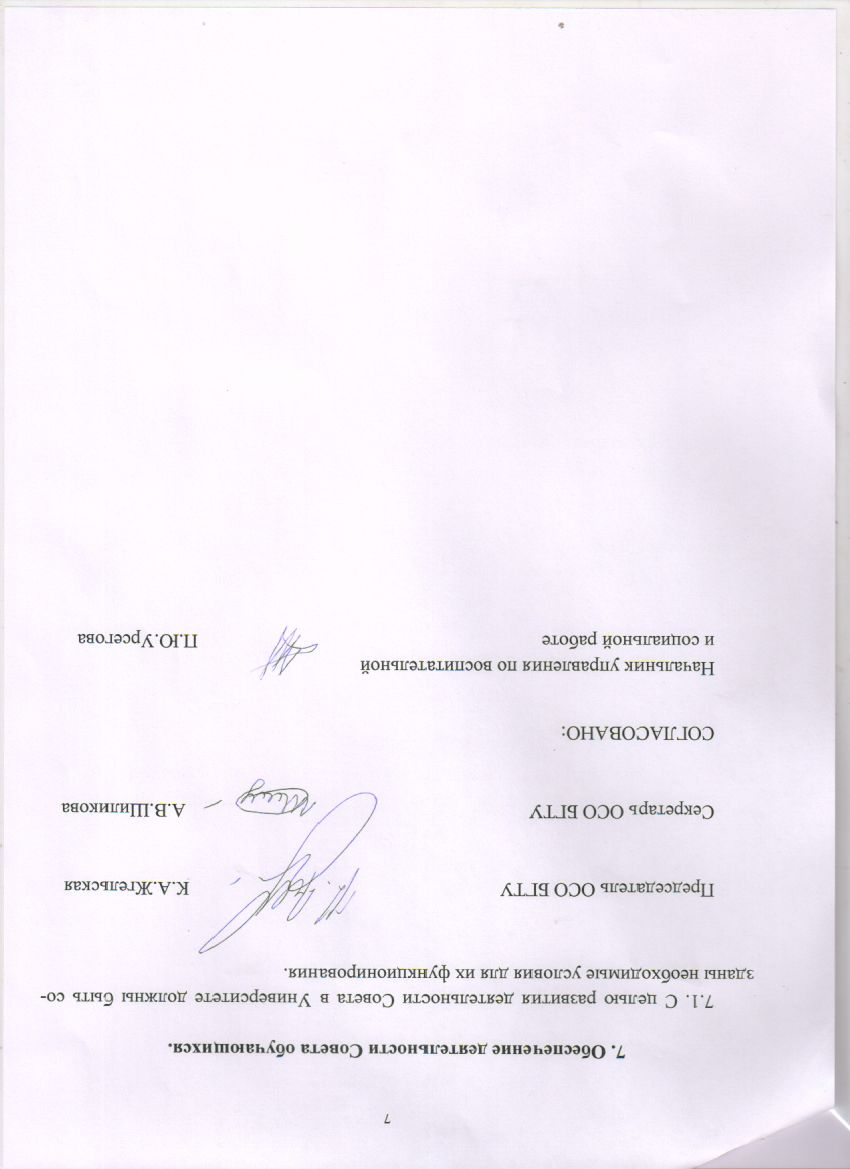 7
7. Обеспечение деятельности Совета обучающихся.
7.1. С целью развития деятельности Совета в Университете должны быть со-
зданы необходимые условия для их функционирования.
Председатель ОСО БГТУ К.А.Жгельская
Секретарь ОСО БГТУ А.В.Шиликова
СОГЛАСОВАНО:
Начальник управления по воспитательной
и социальной работе П.Ю.Урсегова